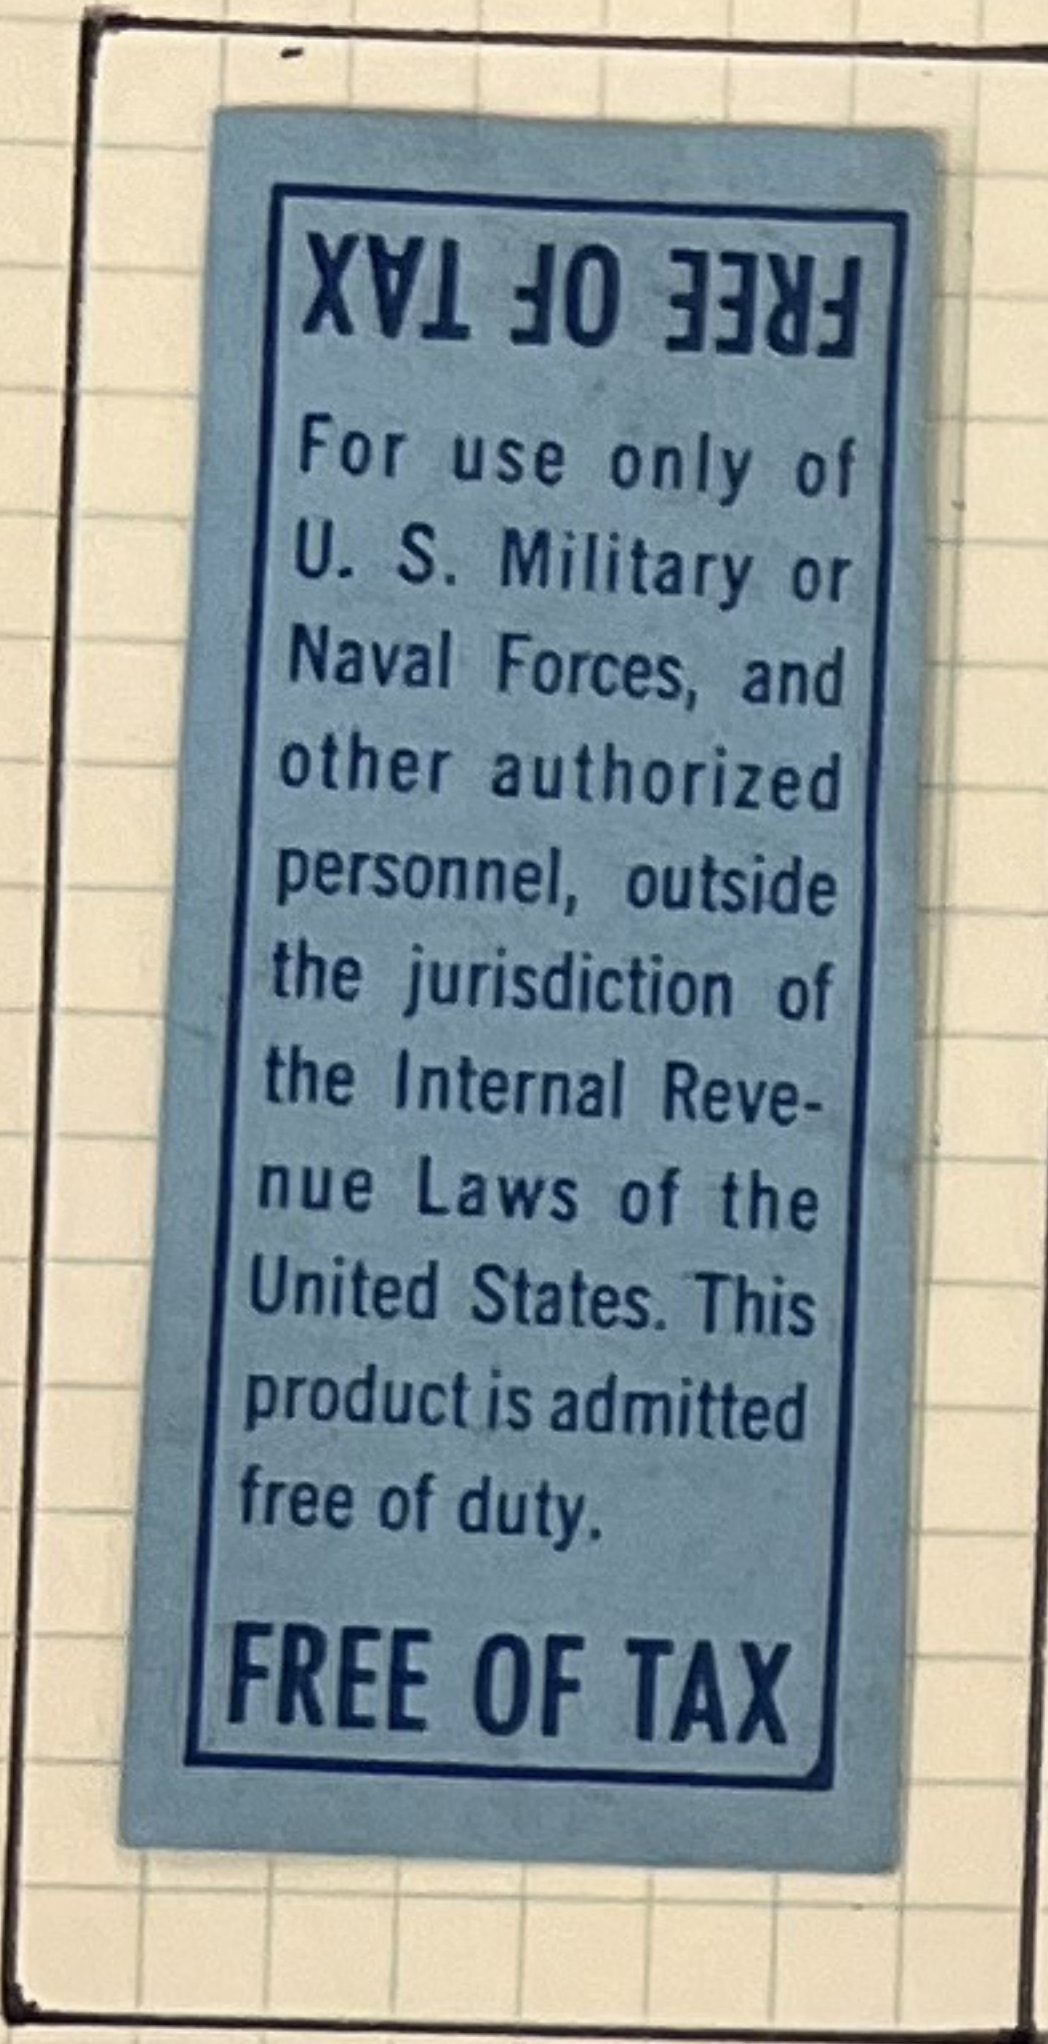 FREE OF TAX
For use only of
U. S. Military or
Naval Forces, and
other authorized
personnel, outside
the jurisdiction of
the Internal Reve-
nue Laws of the
United States. This
product is admitted
free of duty.
FREE OF TAX